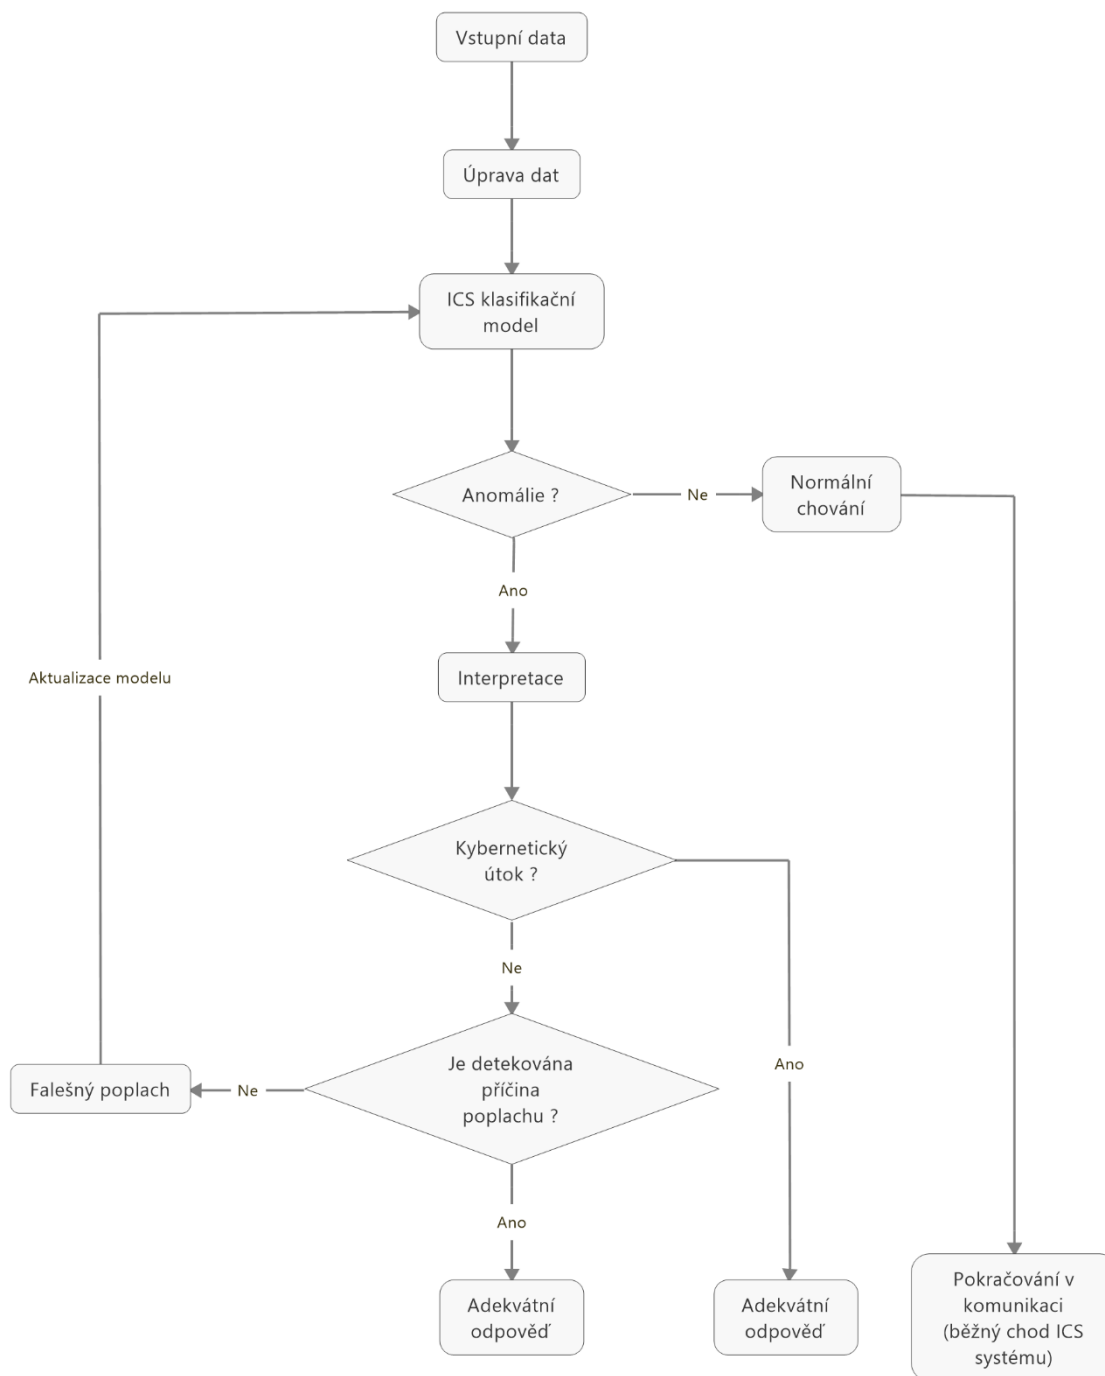 Vstupní data
Úprava dat
ICS klasifikační
model
Anomálie ?
Ne
Normální
chování
Ano
Interpretace
Aktualizace modelu
Kybernetický
útok ?
Ne
Ano
Je detekována
příčina
poplachu ?
Ne
Falešný poplach
Ano
Adekvátní
odpověď
Adekvátní
odpověď
Pokračování v
komunikaci
(běžný chod ICS
systému)